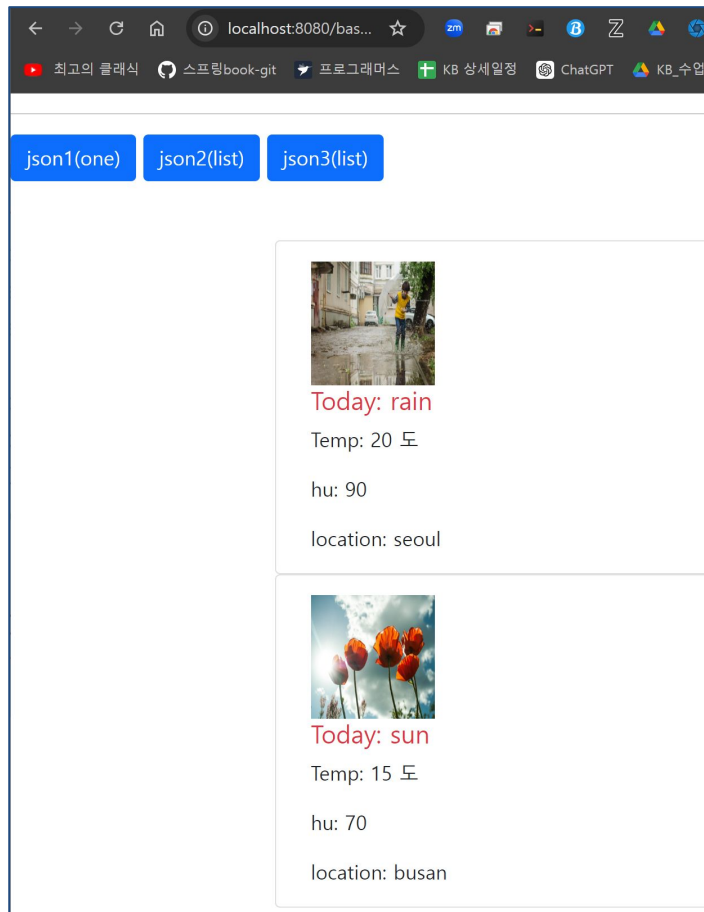 localhost:8080/bas...
zm
최고의 클래식 스프링book-git 프로그래머스 KB 상세일정 ChatGPT KB_수업
json1(one) json2(list) json3(list)
Today: rain
Temp: 20 도
hu: 90
location: seoul
Today: sun
Temp: 15 도
hu: 70
location: busan